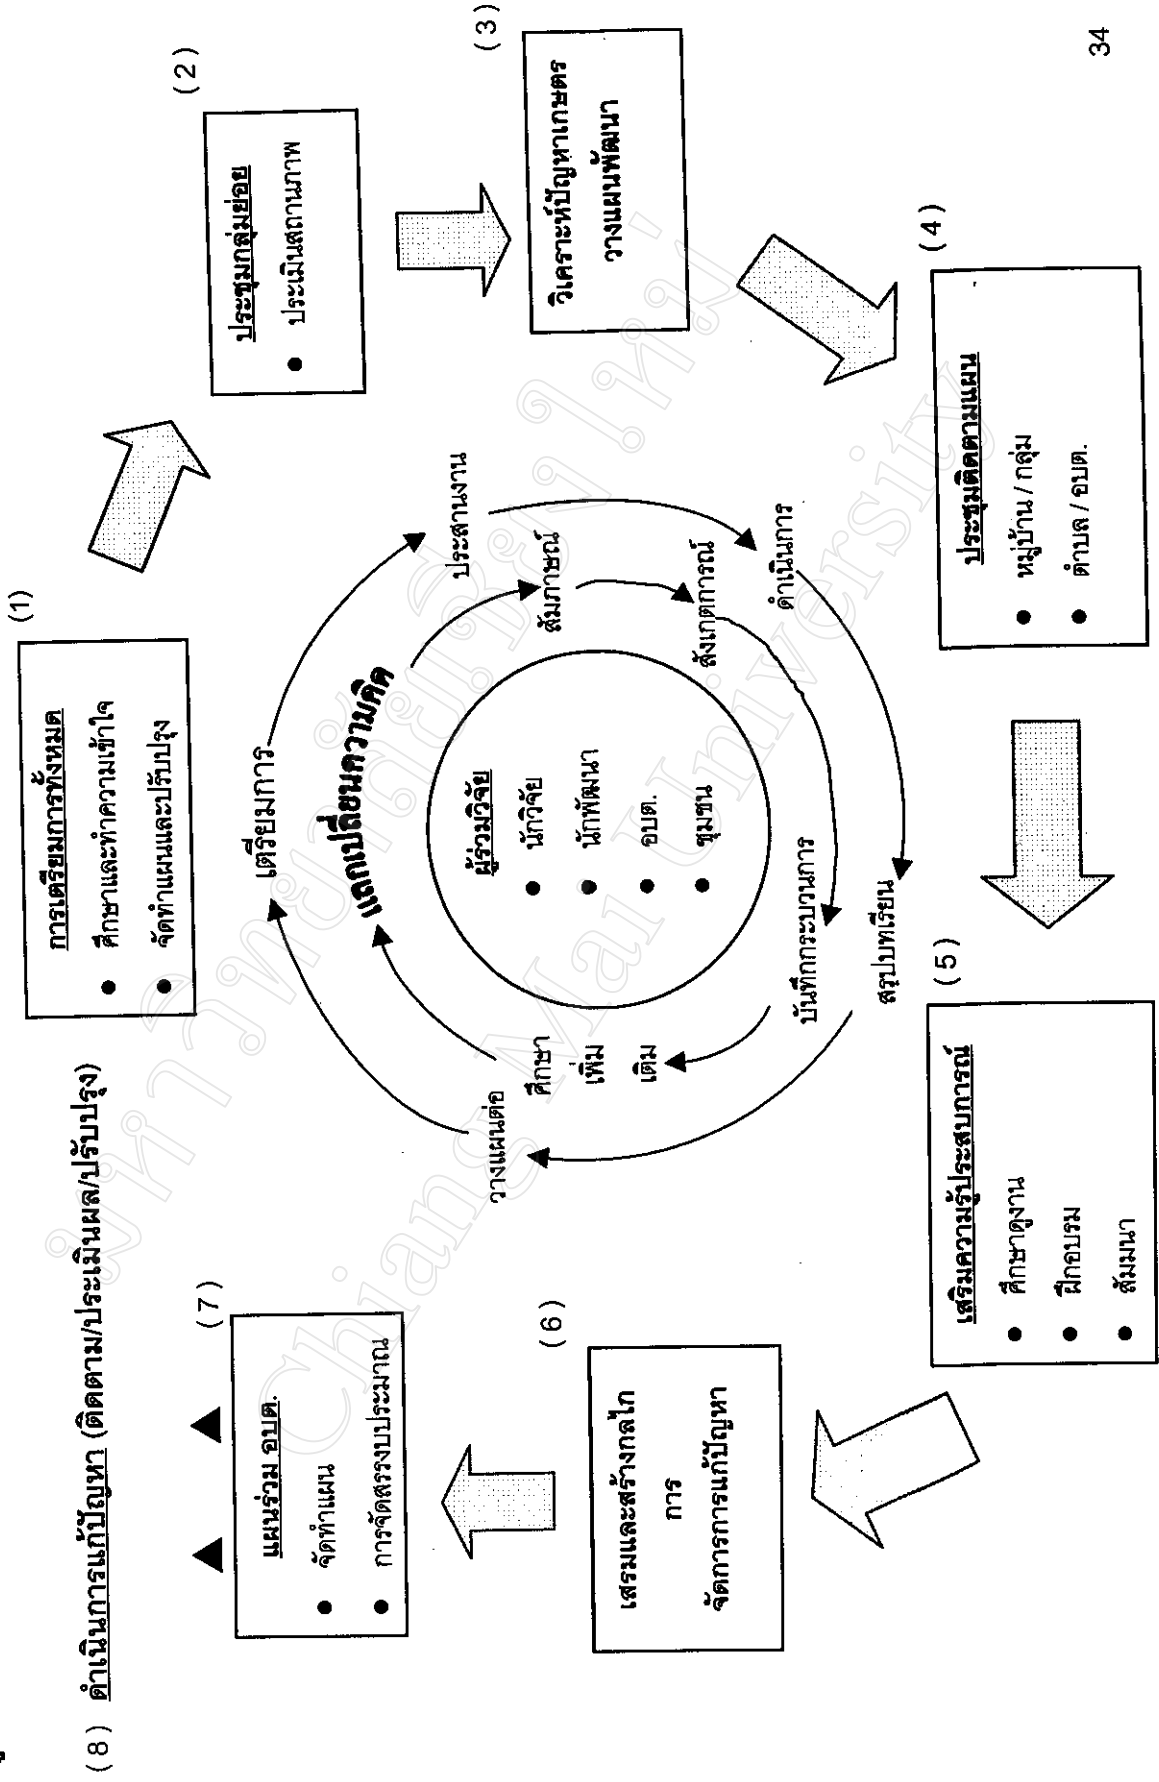 (8) ดำเนินการแก้ปัญหา (ติดตาม/ประเมินผล/ปรับปรุง)
(1)
การเตรียมการทั้งหมด
● ศึกษาและทำความเข้าใจ
● จัดทำแผนและปรับปรุง
(2)
ประชุมกลุ่มย่อย
● ประเมินสถานภาพ
(3)
วิเคราะห์ปัญหาเกษตร
วางแผนพัฒนา
(4)
ประชุมติดตามแผน
● หมู่บ้าน / กลุ่ม
● ตำบล / อบต.
(5)
เสริมความรู้ประสบการณ์
● ศึกษาดูงาน
● ฝึกอบรม
● สัมมนา
(6)
เสรมและสร้างกลไก
การ
จัดการการแก้ปัญหา
(7)
แผนร่วม อบต.
● จัดทำแผน
● การจัดสรรงบประมาณ
เตรียมการ
ประสานงาน
ดำเนินการ
สรุปบทเรียน
วางแผนต่อ
แลกเปลี่ยนความคิด
สัมภาษณ์
สังเกตการณ์
บันทึกกระบวนการ
ศึกษา
เพิ่ม
เติม
ผู้ร่วมวิจัย
● นักวิจัย
● นักพัฒนา
● อบต.
● ชุมชน
มหาวิทยาลัยเชียงใหม่
Chiang Mai University
34